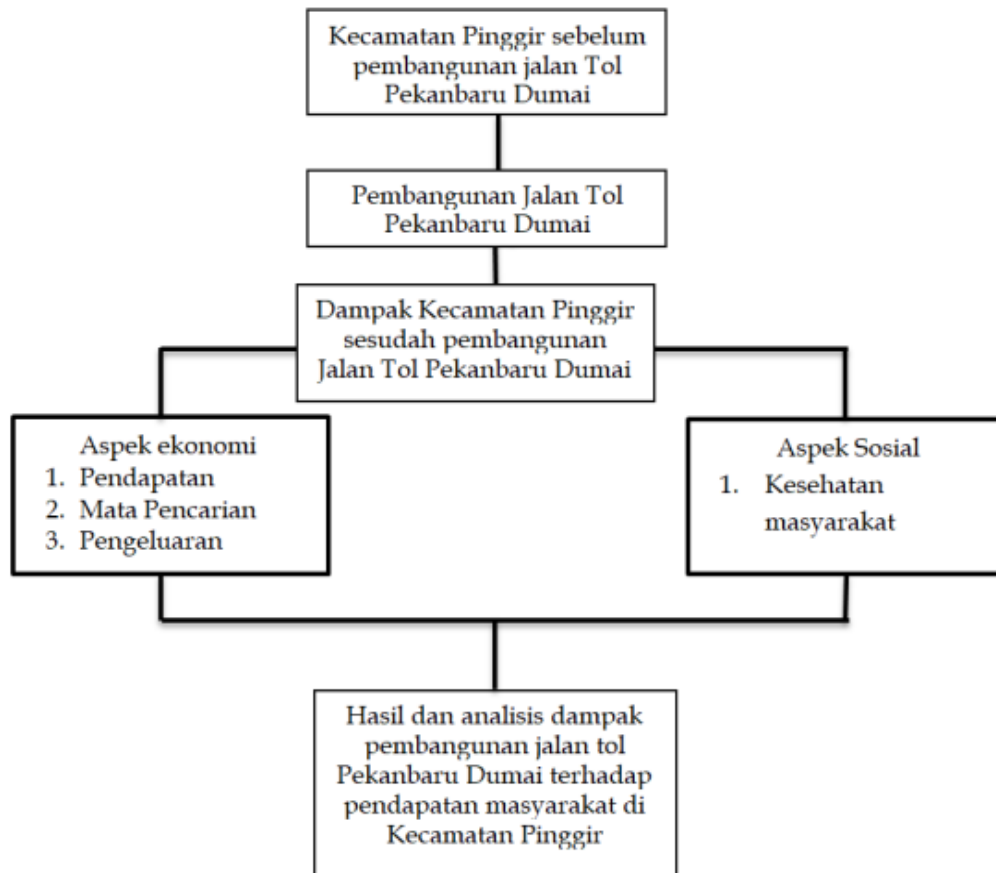 Kecamatan Pinggir sebelum
pembangunan jalan Tol
Pekanbaru Dumai
Pembangunan Jalan Tol
Pekanbaru Dumai
Dampak Kecamatan Pinggir
sesudah pembangunan
Jalan Tol Pekanbaru Dumai
Aspek ekonomi
1. Pendapatan
2. Mata Pencarian
3. Pengeluaran
Aspek Sosial
1. Kesehatan
masyarakat
Hasil dan analisis dampak
pembangunan jalan tol
Pekanbaru Dumai terhadap
pendapatan masyarakat di
Kecamatan Pinggir